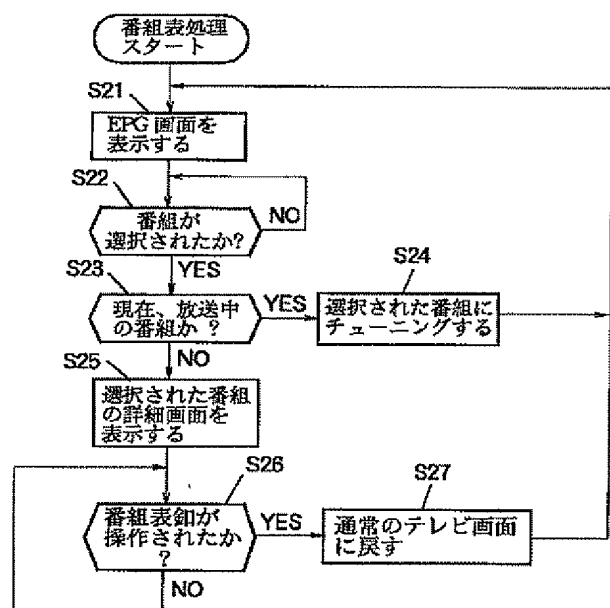 番組表処理
スタート
S21
EPG画面を
表示する
S22
番組が
選択されたか?
NO
YES
S23
現在、放送中
の番組か ?
YES
NO
S24
選択された番組に
チューニングする
S25
選択された番組
の詳細画面を
表示する
S26
番組表釦が
操作されたか
?
YES
NO
S27
通常のテレビ画面
に戻す